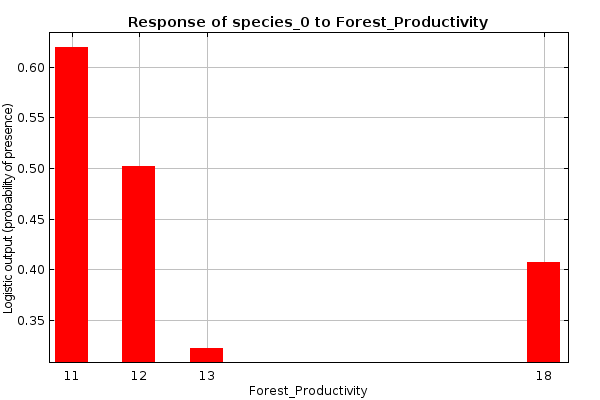 Response of species_0 to Forest_Productivity
Logistic output (probability of presence)
0.60
0.55
0.50
0.45
0.40
0.35
11 12 13 18
Forest_Productivity